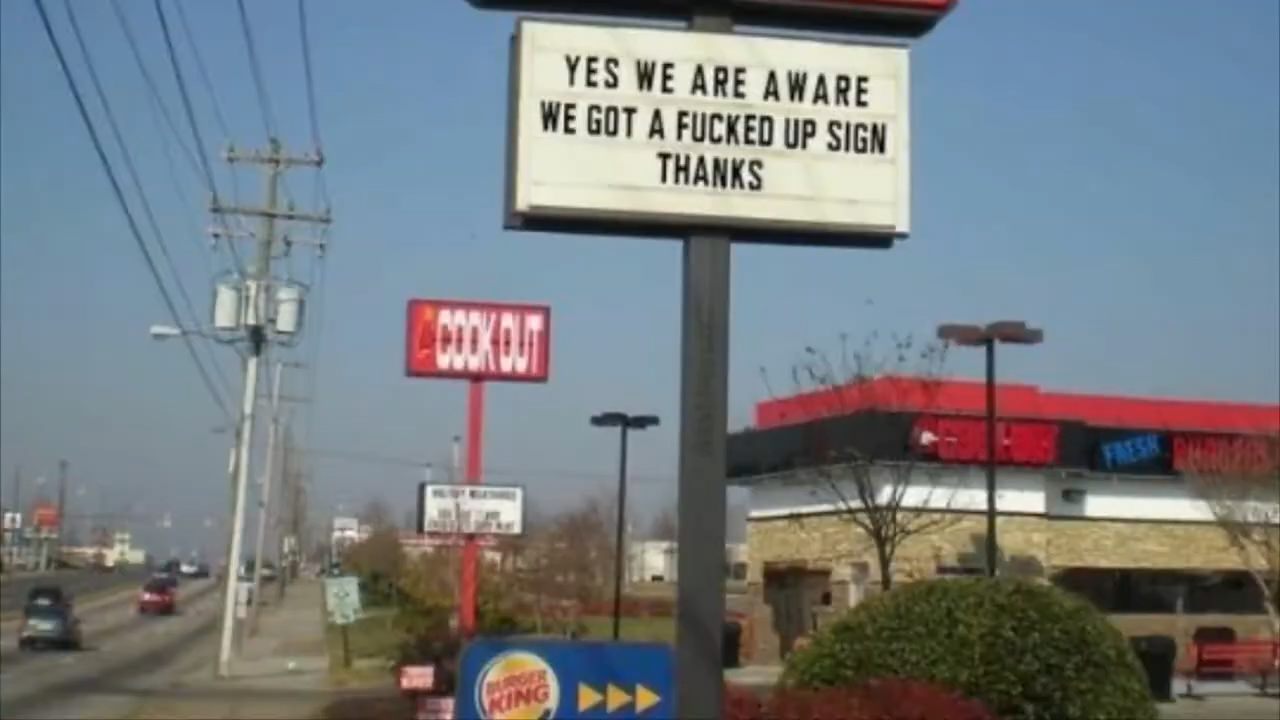 YES WE ARE AWARE
WE GOT A FUCKED UP SIGN
THANKS
COOK OUT
FRESH
BURGER
KING